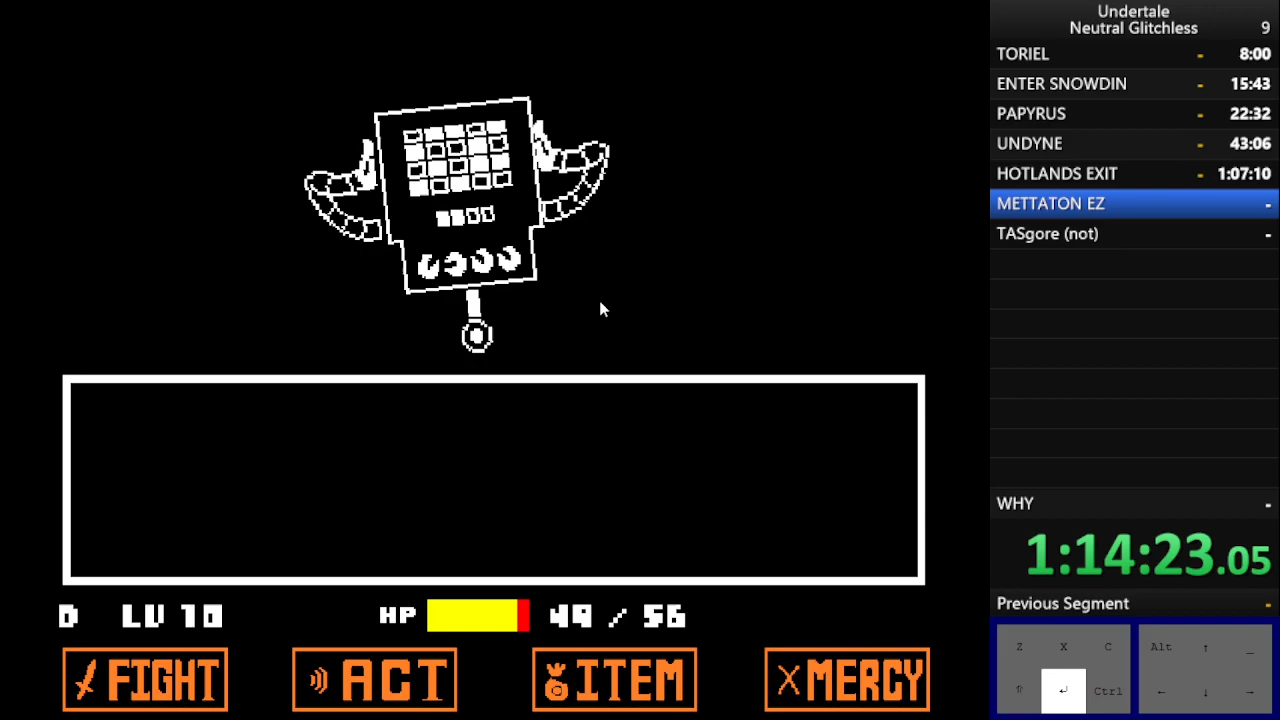 Undertale
Neutral Glitchless 9
TORIEL - 8:00
ENTER SNOWDIN - 15:43
PAPYRUS - 22:32
UNDYNE - 43:06
HOTLANDS EXIT - 1:07:10
METTATON EZ -
TASgore (not) -
WHY -
1:14:23.05
Previous Segment -
D LV 10 HP 49 / 56
FIGHT ACT ITEM MERCY
Z X C Alt ↑ _
⇧ ↵ Ctrl ← ↓ →